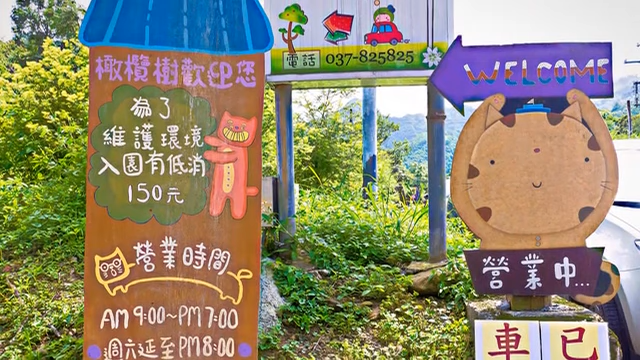 橄欖樹歡迎您
為了
維護環境
入園有低消
150元
營業時間
AM 9:00~PM 7:00
週六延至PM8:00
電話 037-825825
WELCOME
營業中...
車已